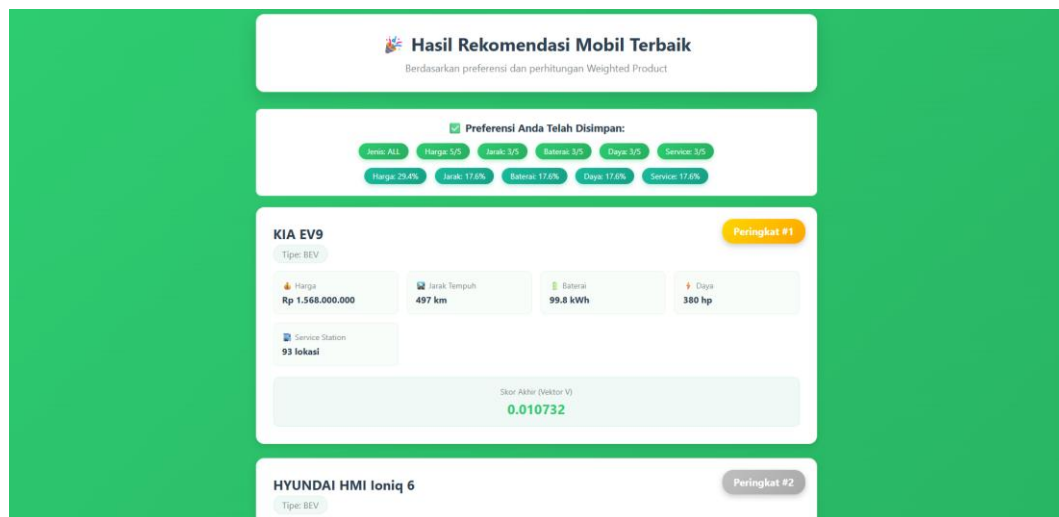 🎉 Hasil Rekomendasi Mobil Terbaik
Berdasarkan preferensi dan perhitungan Weighted Product
✅ Preferensi Anda Telah Disimpan:
Jenis: ALL Harga: 5/5 Jarak: 3/5 Baterai: 3/5 Daya: 3/5 Service: 3/5
Harga: 29.4% Jarak: 17.6% Baterai: 17.6% Daya: 17.6% Service: 17.6%
KIA EV9 Peringkat #1
Tipe: BEV
Harga Jarak Tempuh Baterai Daya
Rp 1.568.000.000 497 km 99.8 kWh 380 hp
Service Station
93 lokasi
Skor Akhir (Vektor V)
0.010732
HYUNDAI HMI Ioniq 6 Peringkat #2
Tipe: BEV